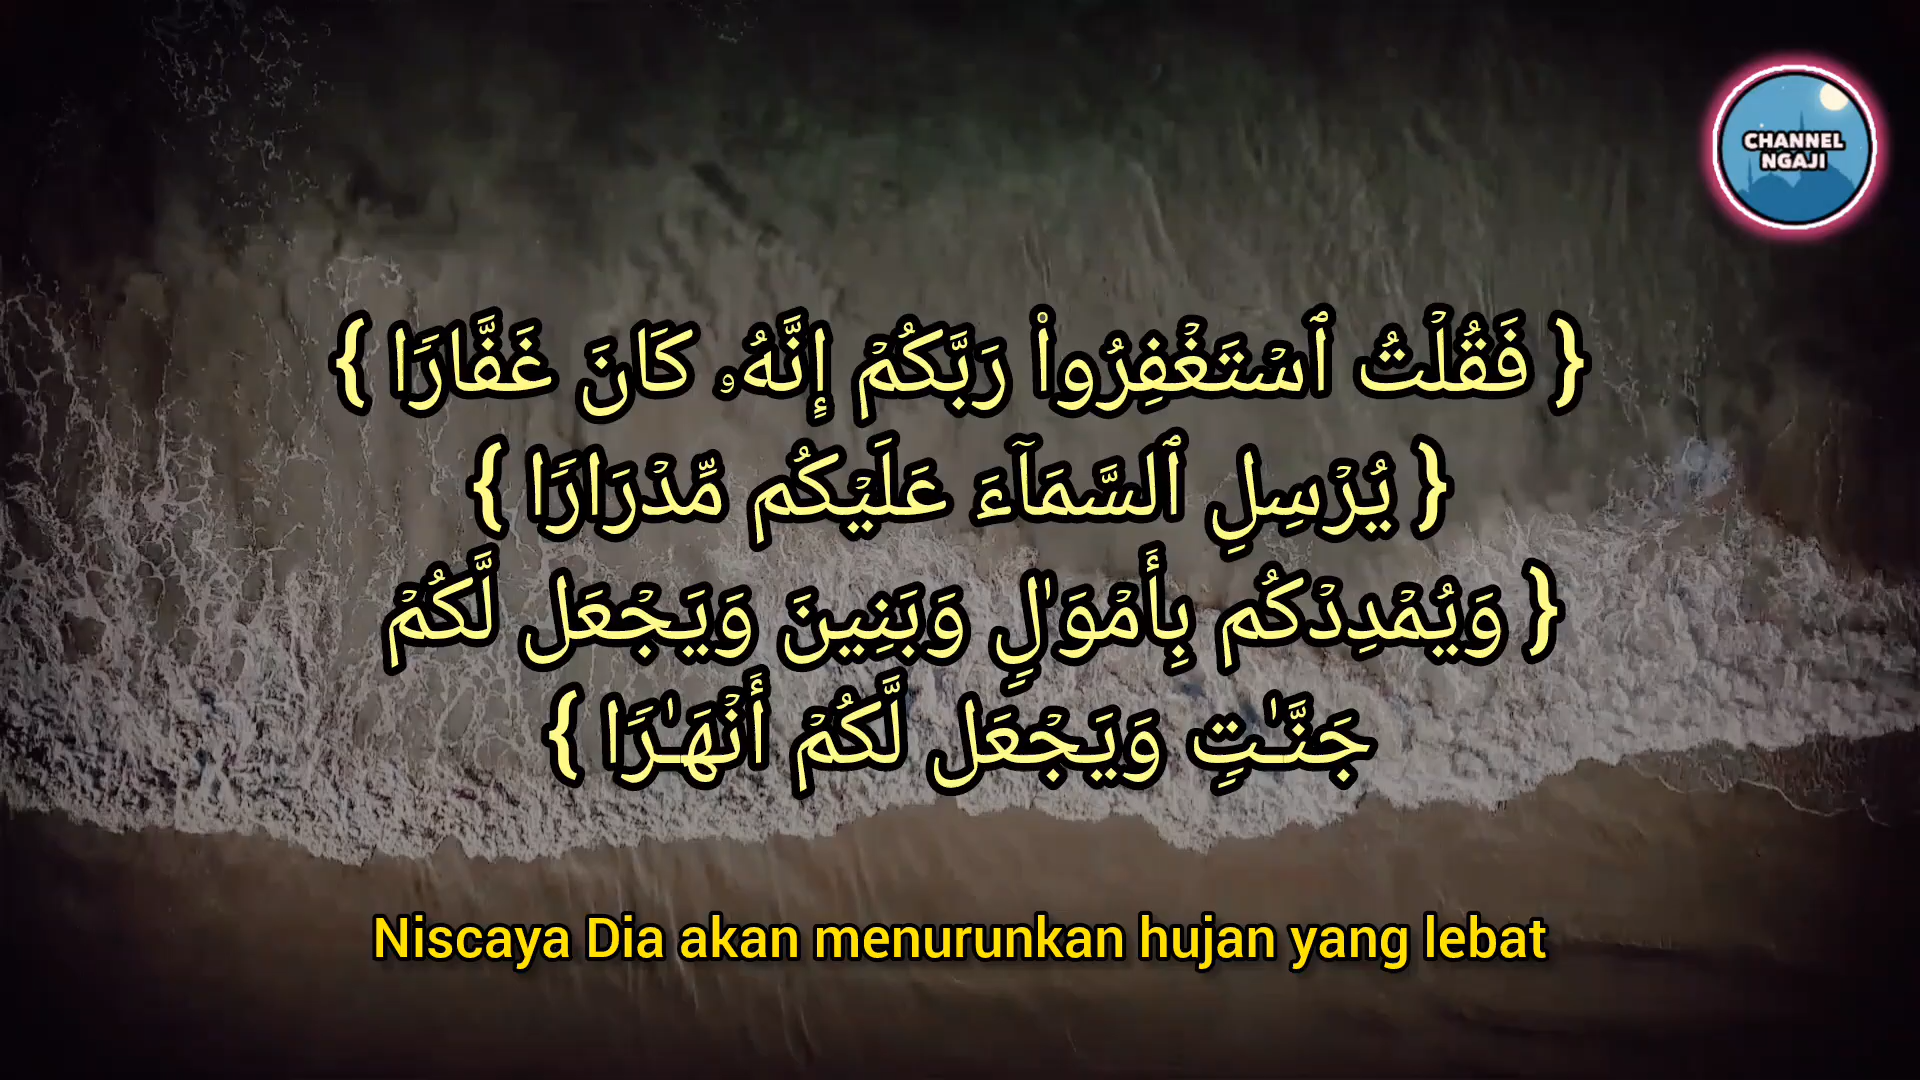 CHANNEL
NGAJI
{ فَقُلۡتُ ٱسۡتَغۡفِرُواْ رَبَّكُمۡ إِنَّهُۥ كَانَ غَفَّارٗا }
{ يُرۡسِلِ ٱلسَّمَآءَ عَلَيۡكُم مِّدۡرَارٗا }
{ وَيُمۡدِدۡكُم بِأَمۡوَٰلٖ وَبَنِينَ وَيَجۡعَل لَّكُمۡ
جَنَّـٰتٖ وَيَجۡعَل لَّكُمۡ أَنۡهَـٰرٗا }
Niscaya Dia akan menurunkan hujan yang lebat